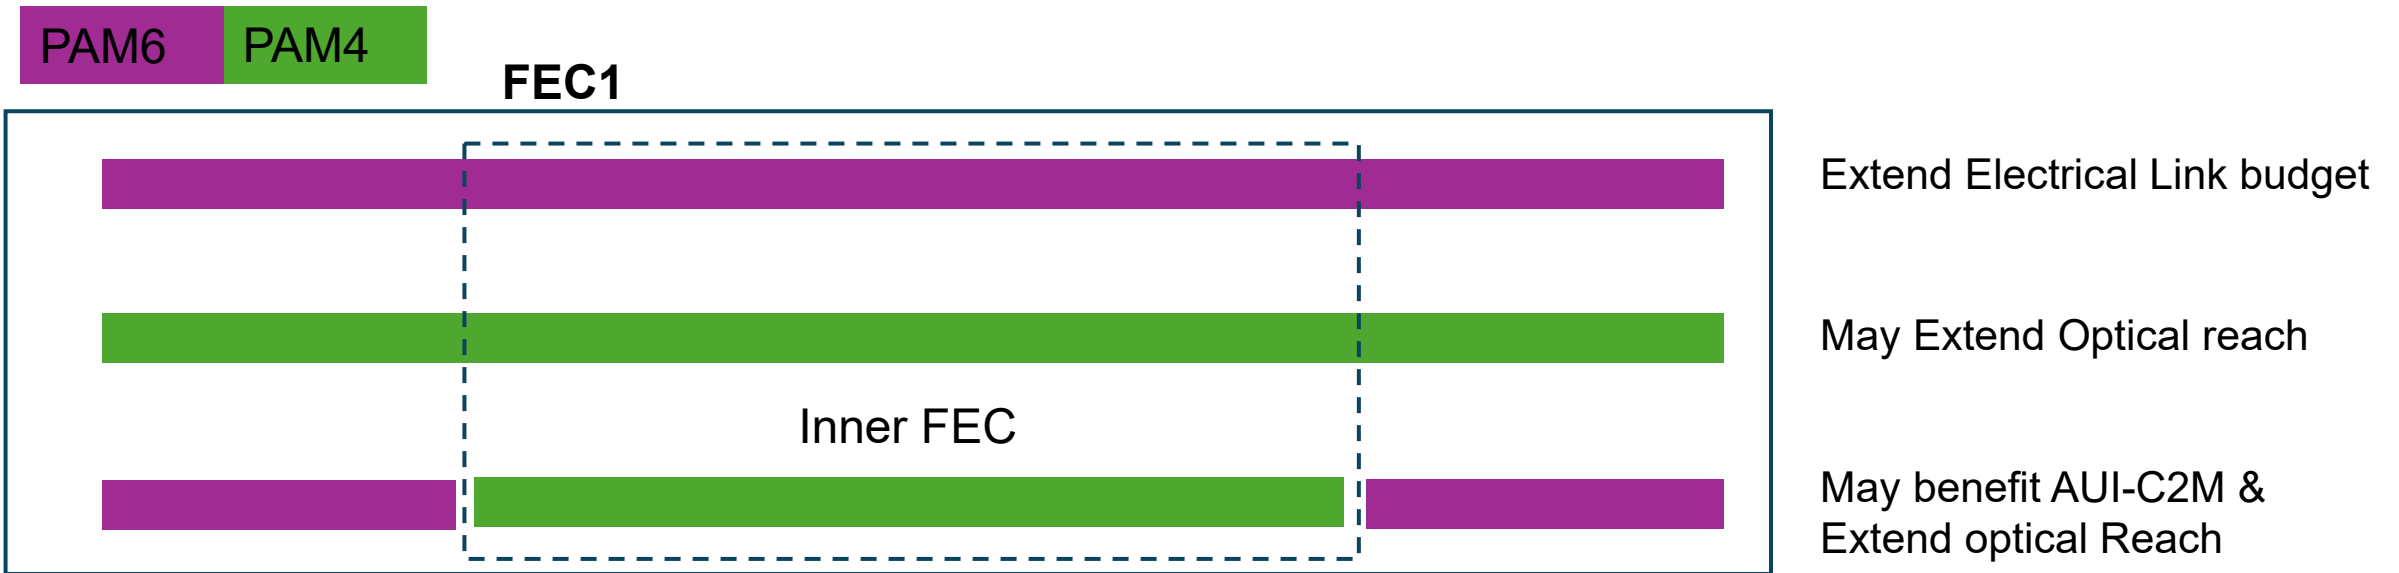 PAM6
PAM4
FEC1
Extend Electrical Link budget
May Extend Optical reach
Inner FEC
May benefit AUI-C2M &
Extend optical Reach